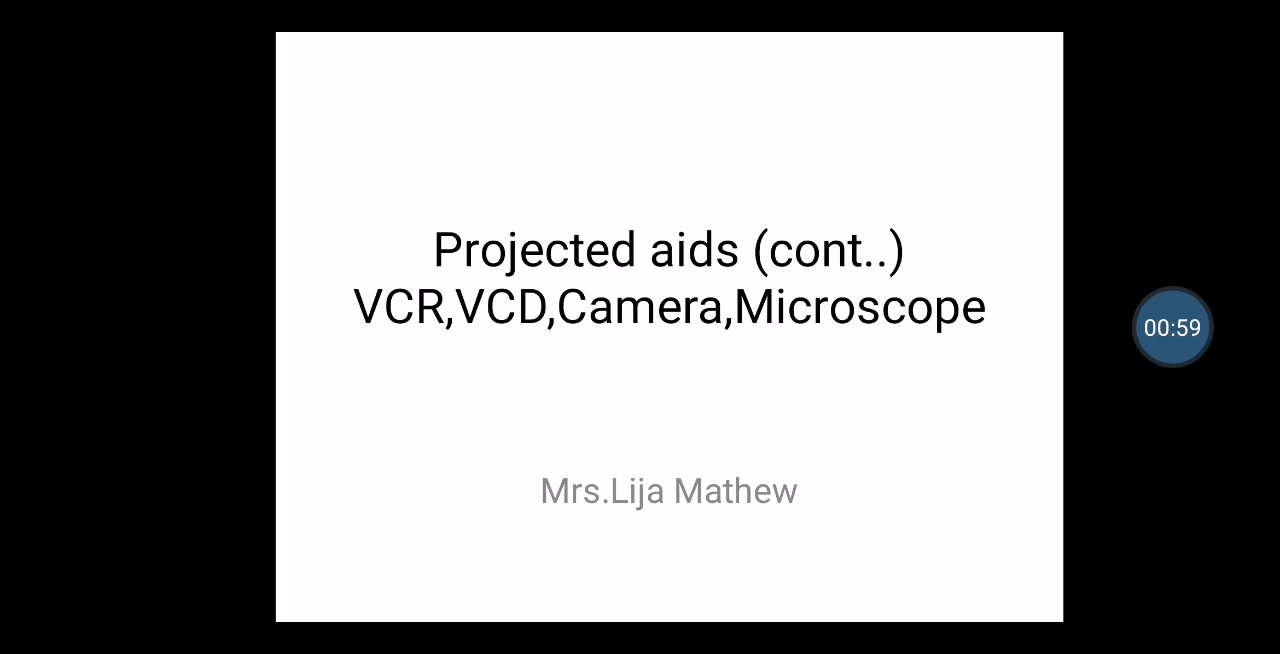 Projected aids (cont..)
VCR,VCD,Camera,Microscope
00:59
Mrs.Lija Mathew